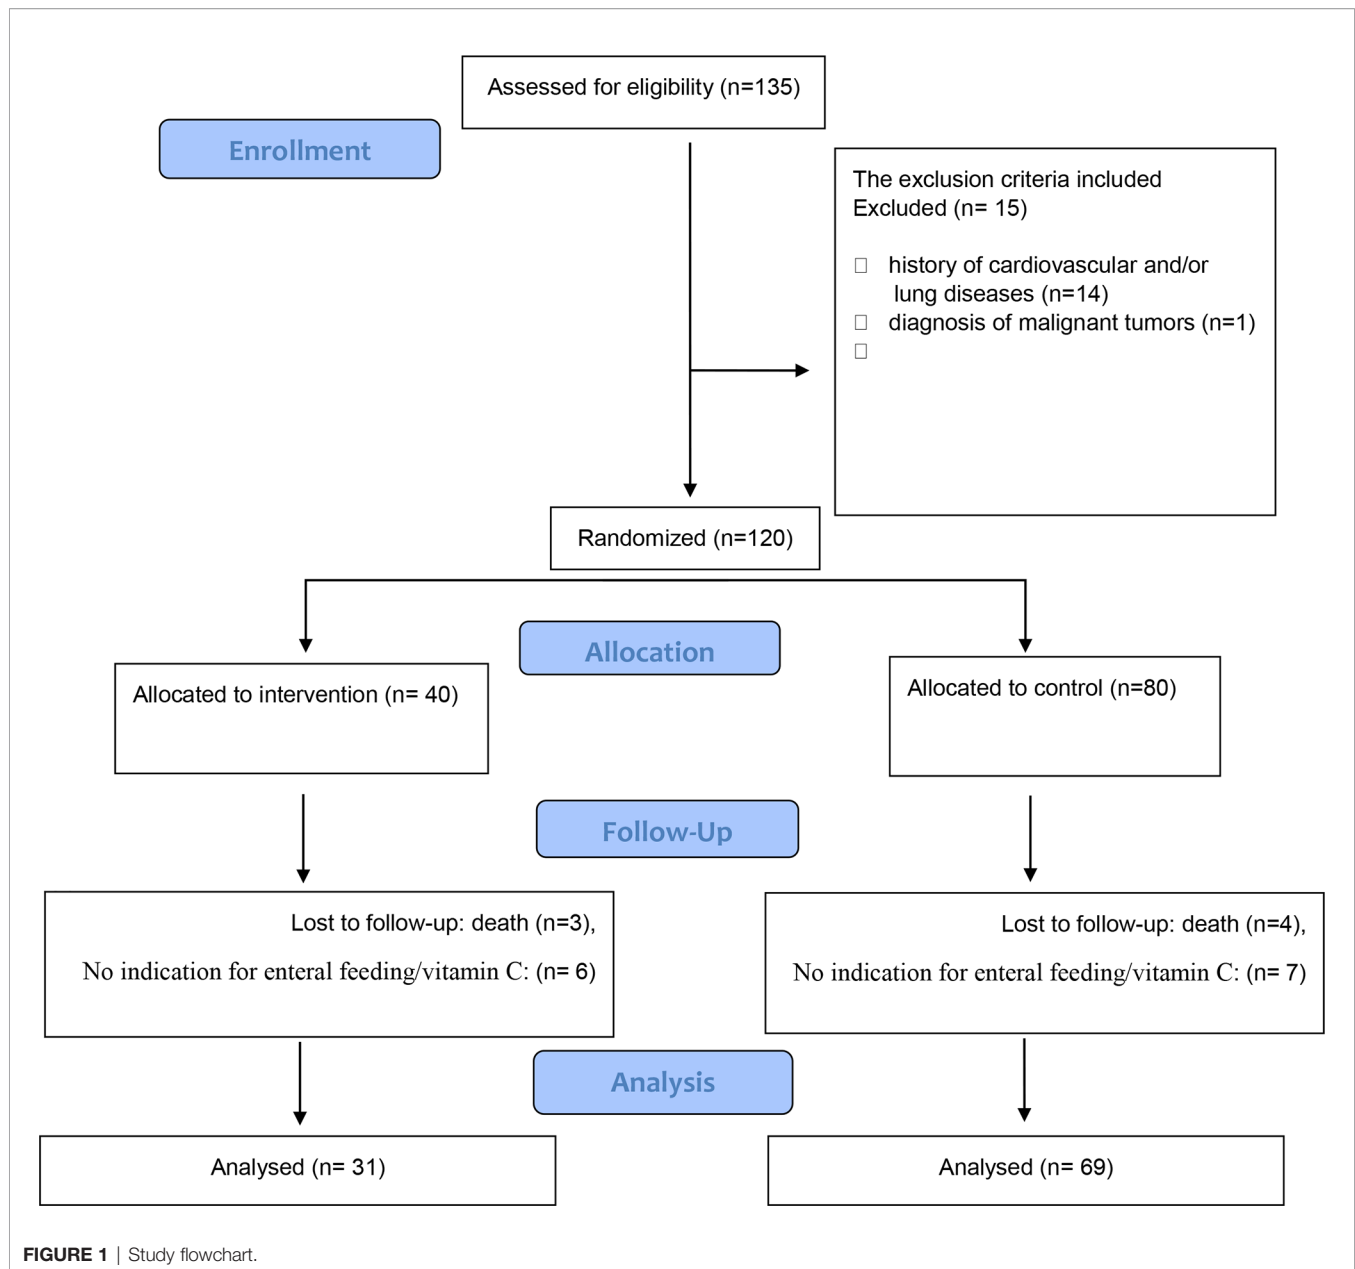 Assessed for eligibility (n=135)
Enrollment
The exclusion criteria included
Excluded (n= 15)
history of cardiovascular and/or
lung diseases (n=14)
diagnosis of malignant tumors (n=1)
Randomized (n=120)
Allocation
Allocated to intervention (n= 40)
Allocated to control (n=80)
Follow-Up
Lost to follow-up: death (n=3),
No indication for enteral feeding/vitamin C: (n= 6)
Lost to follow-up: death (n=4),
No indication for enteral feeding/vitamin C: (n= 7)
Analysis
Analysed (n= 31)
Analysed (n= 69)
FIGURE 1 | Study flowchart.